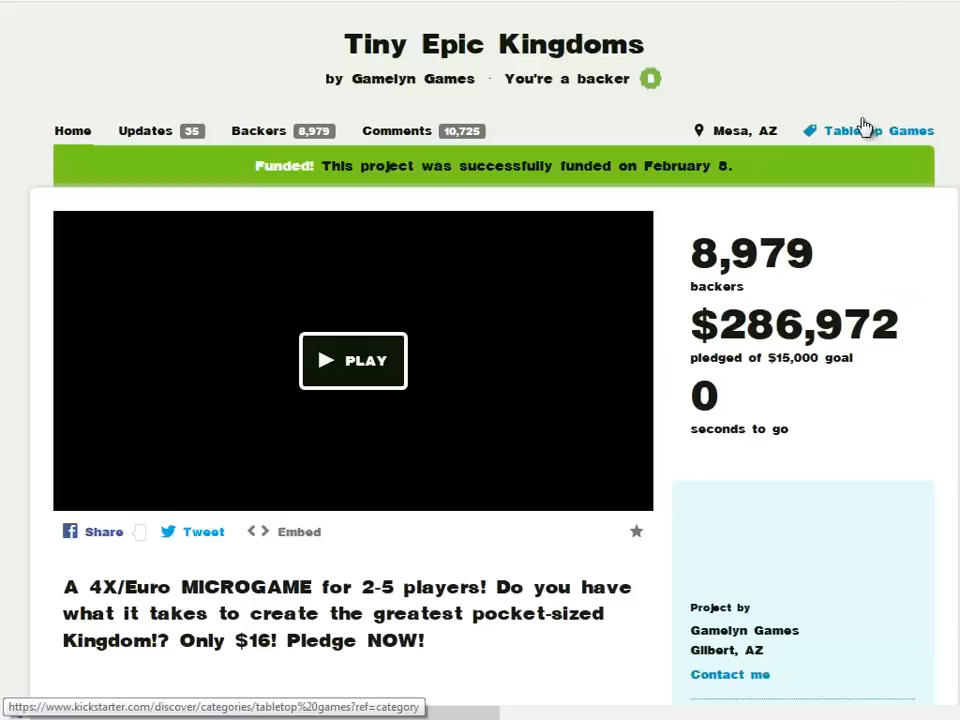 Tiny Epic Kingdoms
by Gamelyn Games · You're a backer
Home Updates 35 Backers 8,979 Comments 10,725 Mesa, AZ Games
Funded! This project was successfully funded on February 8.
8,979
backers
$286,972
pledged of $15,000 goal
0
seconds to go
PLAY
Share Tweet Embed
A 4X/Euro MICROGAME for 2-5 players! Do you have
what it takes to create the greatest pocket-sized
Kingdom!? Only $16! Pledge NOW!
Project by
Gamelyn Games
Gilbert, AZ
Contact me
https://www.kickstarter.com/discover/categories/tabletop%20games?ref=category